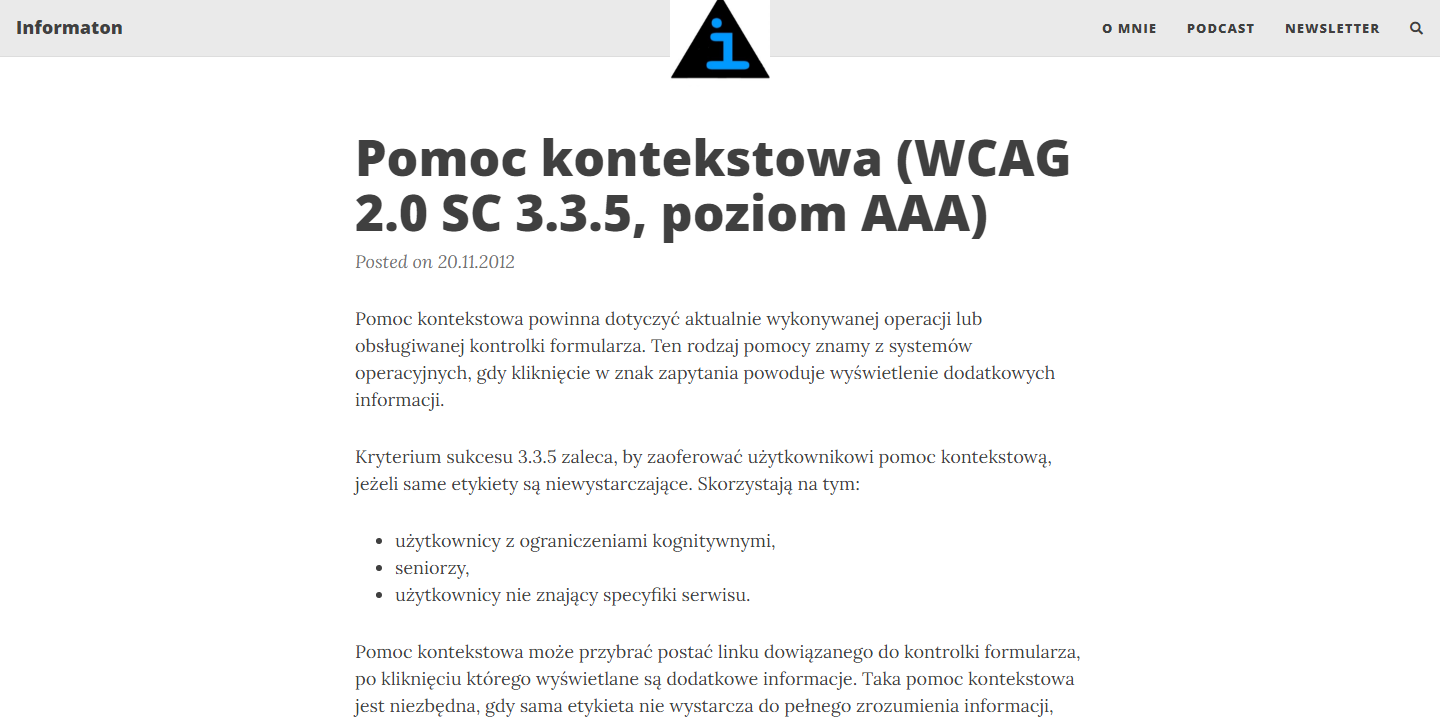 Informaton
i
O MNIE
PODCAST
NEWSLETTER
Pomoc kontekstowa (WCAG
2.0 SC 3.3.5, poziom AAA)
Posted on 20.11.2012
Pomoc kontekstowa powinna dotyczyć aktualnie wykonywanej operacji lub
obsługiwanej kontrolki formularza. Ten rodzaj pomocy znamy z systemów
operacyjnych, gdy kliknięcie w znak zapytania powoduje wyświetlenie dodatkowych
informacji.
Kryterium sukcesu 3.3.5 zaleca, by zaoferować użytkownikowi pomoc kontekstową,
jeżeli same etykiety są niewystarczające. Skorzystają na tym:
• użytkownicy z ograniczeniami kognitywnymi,
• seniorzy,
• użytkownicy nie znający specyfiki serwisu.
Pomoc kontekstowa może przybrać postać linku dowiązanego do kontrolki formularza,
po kliknięciu którego wyświetlane są dodatkowe informacje. Taka pomoc kontekstowa
jest niezbędna, gdy sama etykieta nie wystarcza do pełnego zrozumienia informacji,